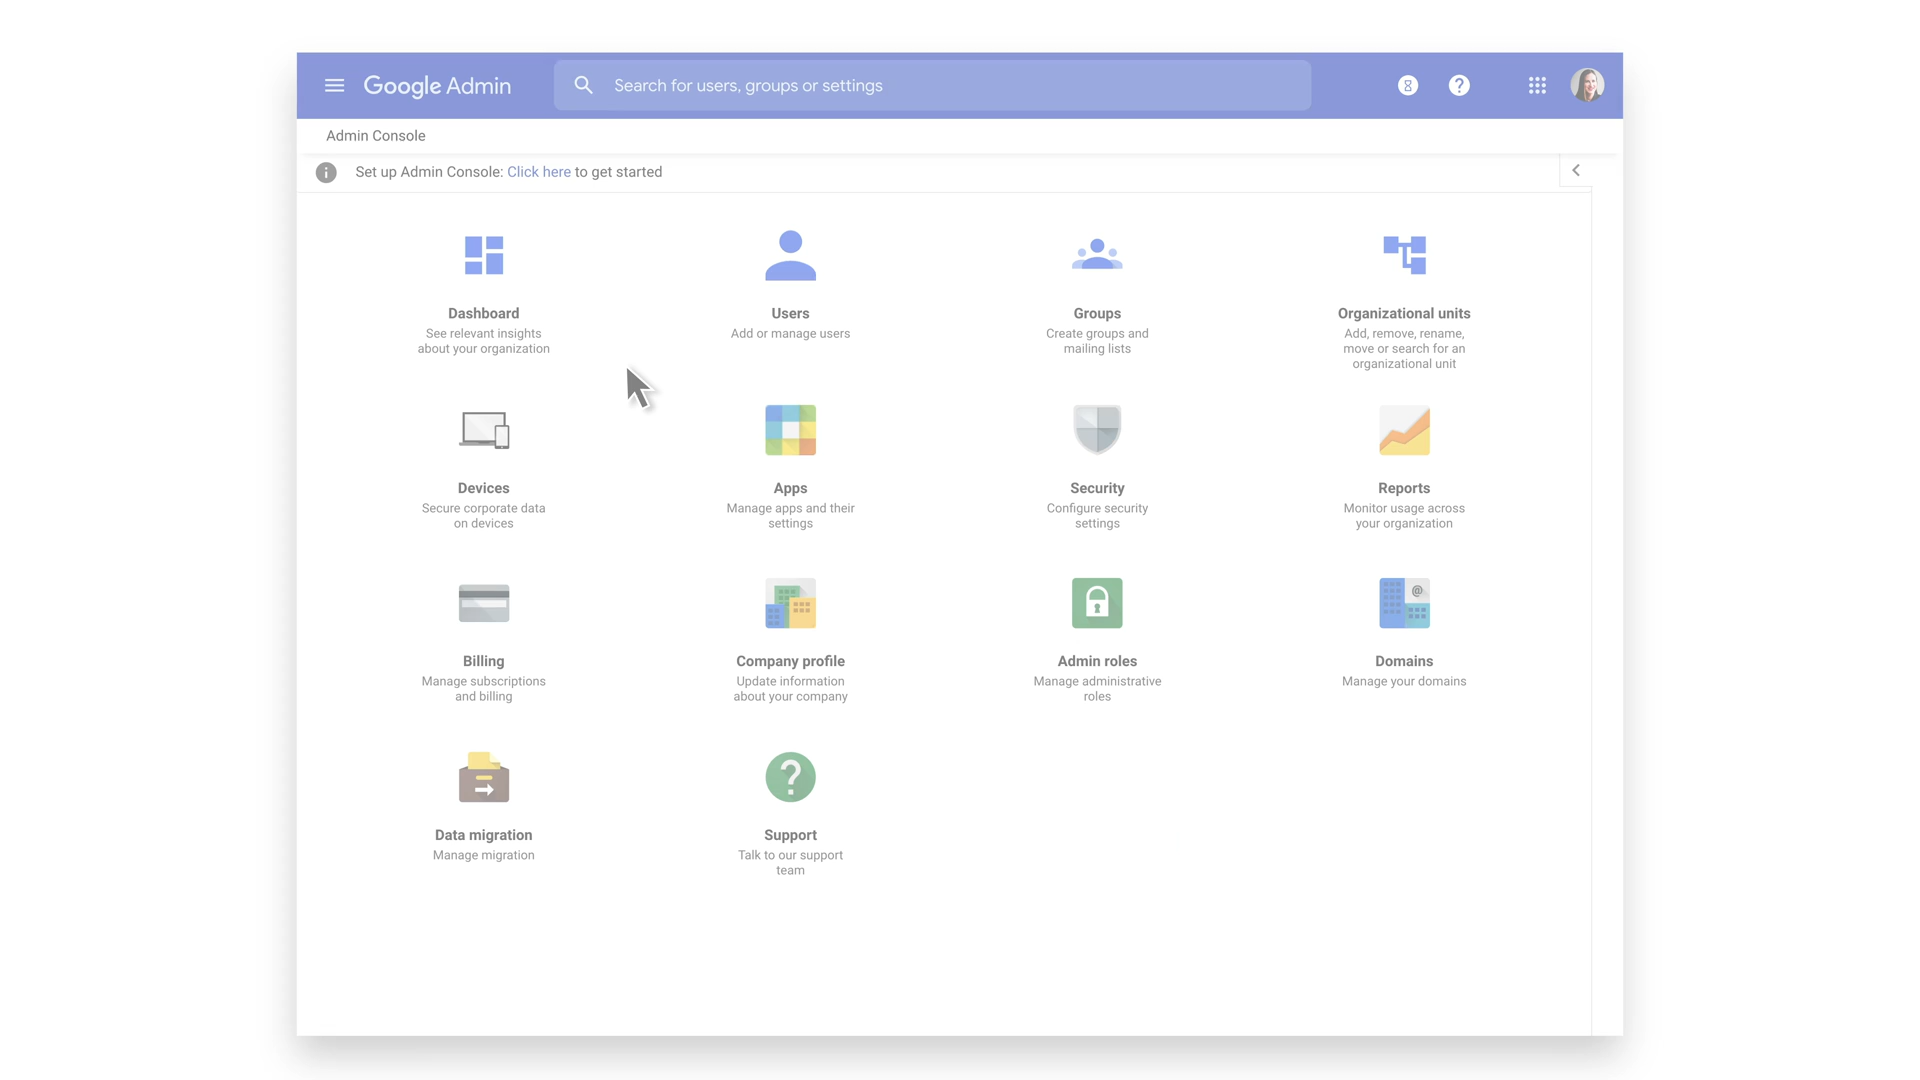 Google Admin
Search for users, groups or settings
Admin Console
Set up Admin Console: Click here to get started
Dashboard
See relevant insights
about your organization
Users
Add or manage users
Groups
Create groups and
mailing lists
Organizational units
Add, remove, rename,
move or search for an
organizational unit
Devices
Secure corporate data
on devices
Apps
Manage apps and their
settings
Security
Configure security
settings
Reports
Monitor usage across
your organization
Billing
Manage subscriptions
and billing
Company profile
Update information
about your company
Admin roles
Manage administrative
roles
Domains
Manage your domains
Data migration
Manage migration
Support
Talk to our support
team